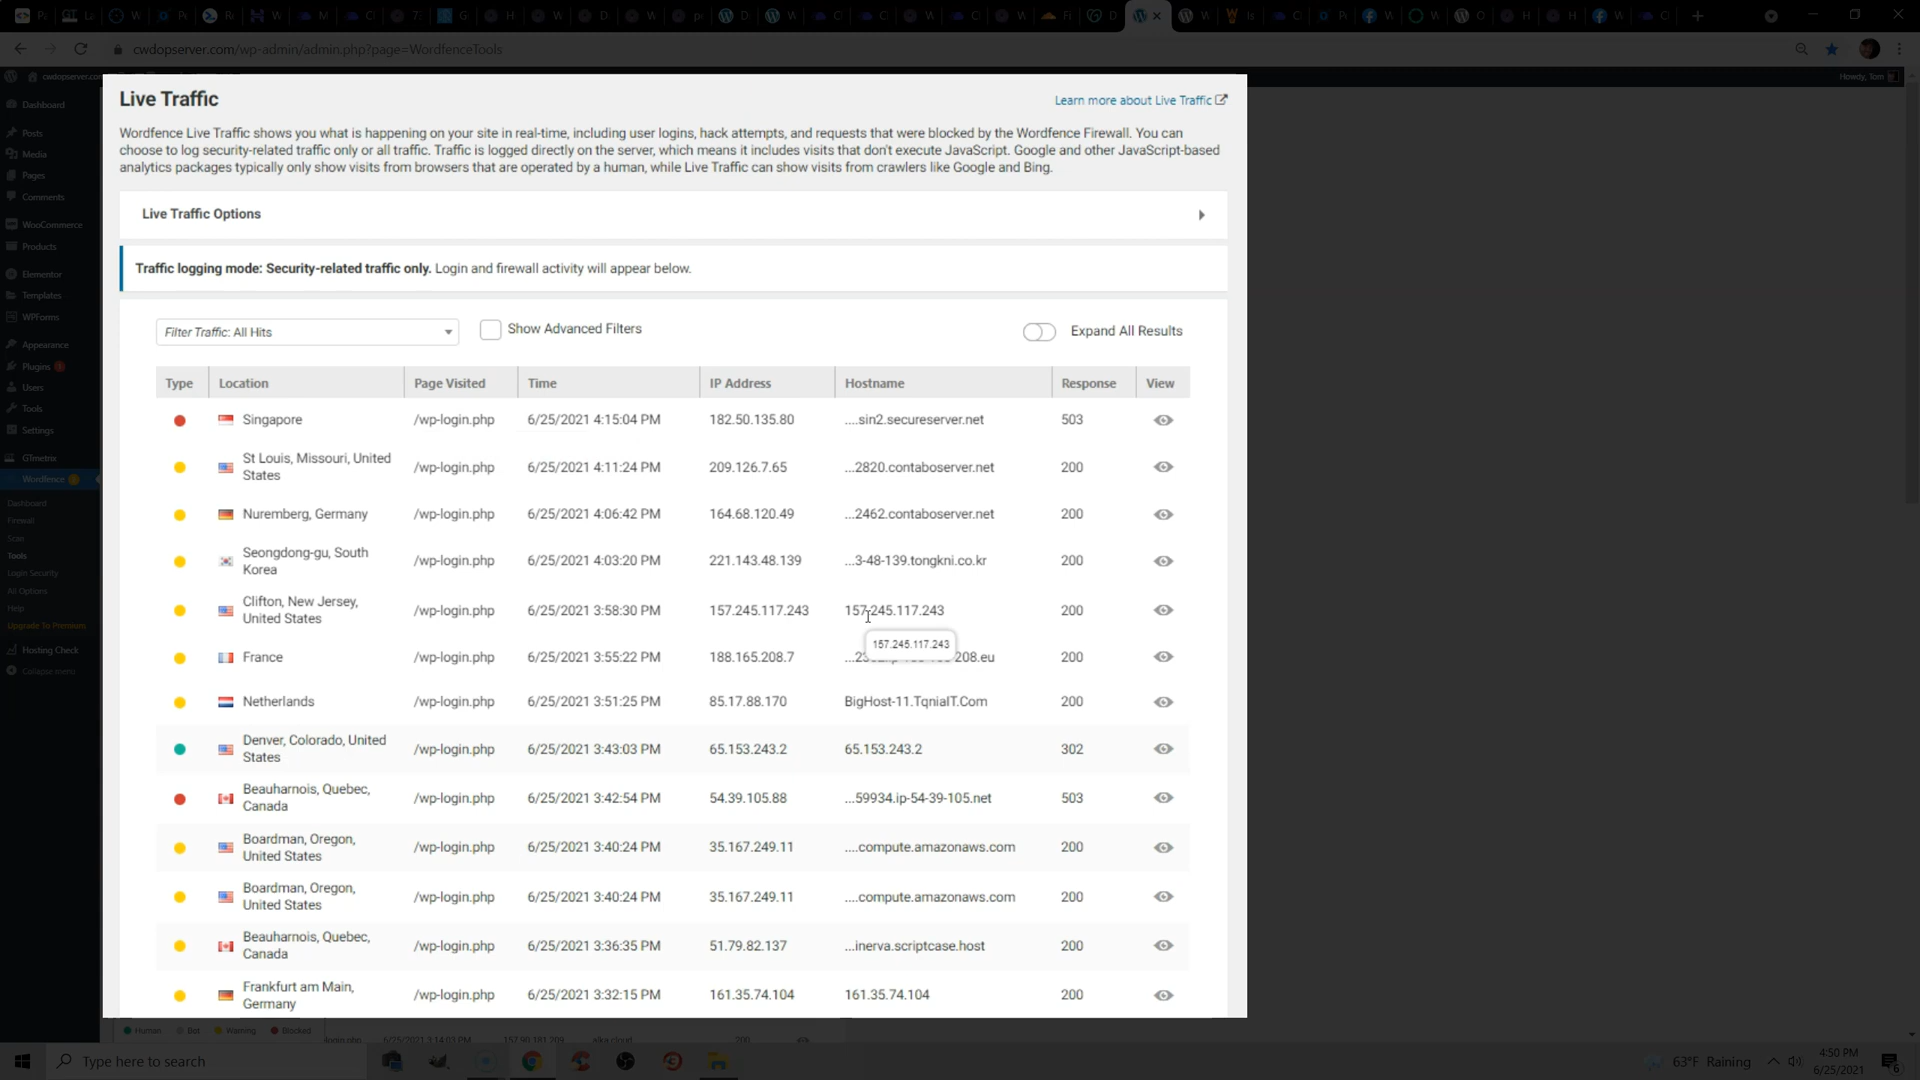 cwdopserver.com/wp-admin/admin.php?page=WordfenceTools
Howdy, Tom
Dashboard
Posts
Media
Pages
Comments
WooCommerce
Products
Elementor
Templates
WPForms
Appearance
Plugins
Users
Tools
Settings
GTmetrix
Wordfence
Dashboard
Firewall
Scan
Tools
Login Security
All Options
Help
Upgrade To Premium
Hosting Check
Collapse menu
Live Traffic
Learn more about Live Traffic
Wordfence Live Traffic shows you what is happening on your site in real-time, including user logins, hack attempts, and requests that were blocked by the Wordfence Firewall. You can
choose to log security-related traffic only or all traffic. Traffic is logged directly on the server, which means it includes visits that don't execute JavaScript. Google and other JavaScript-based
analytics packages typically only show visits from browsers that are operated by a human, while Live Traffic can show visits from crawlers like Google and Bing.
Live Traffic Options
Traffic logging mode: Security-related traffic only. Login and firewall activity will appear below.
Filter Traffic: All Hits Show Advanced Filters Expand All Results
Type Location Page Visited Time IP Address Hostname Response View
Singapore /wp-login.php 6/25/2021 4:15:04 PM 182.50.135.80 ....sin2.secureserver.net 503
St Louis, Missouri, United
States /wp-login.php 6/25/2021 4:11:24 PM 209.126.7.65 ...2820.contaboserver.net 200
Nuremberg, Germany /wp-login.php 6/25/2021 4:06:42 PM 164.68.120.49 ...2462.contaboserver.net 200
Seongdong-gu, South
Korea /wp-login.php 6/25/2021 4:03:20 PM 221.143.48.139 ...3-48-139.tongkni.co.kr 200
Clifton, New Jersey,
United States /wp-login.php 6/25/2021 3:58:30 PM 157.245.117.243 157.245.117.243 200
157.245.117.243
France /wp-login.php 6/25/2021 3:55:22 PM 188.165.208.7 208.eu 200
Netherlands /wp-login.php 6/25/2021 3:51:25 PM 85.17.88.170 BigHost-11.TqniaIT.Com 200
Denver, Colorado, United
States /wp-login.php 6/25/2021 3:43:03 PM 65.153.243.2 65.153.243.2 302
Beauharnois, Quebec,
Canada /wp-login.php 6/25/2021 3:42:54 PM 54.39.105.88 ...59934.ip-54-39-105.net 503
Boardman, Oregon,
United States /wp-login.php 6/25/2021 3:40:24 PM 35.167.249.11 ....compute.amazonaws.com 200
Boardman, Oregon,
United States /wp-login.php 6/25/2021 3:40:24 PM 35.167.249.11 ....compute.amazonaws.com 200
Beauharnois, Quebec,
Canada /wp-login.php 6/25/2021 3:36:35 PM 51.79.82.137 ...inerva.scriptcase.host 200
Frankfurt am Main,
Germany /wp-login.php 6/25/2021 3:32:15 PM 161.35.74.104 161.35.74.104 200
Human Bot Warning Blocked
6/25/2021 3:14:03 PM 157.90.181.209 200
Type here to search
63°F Raining
4:50 PM
6/25/2021